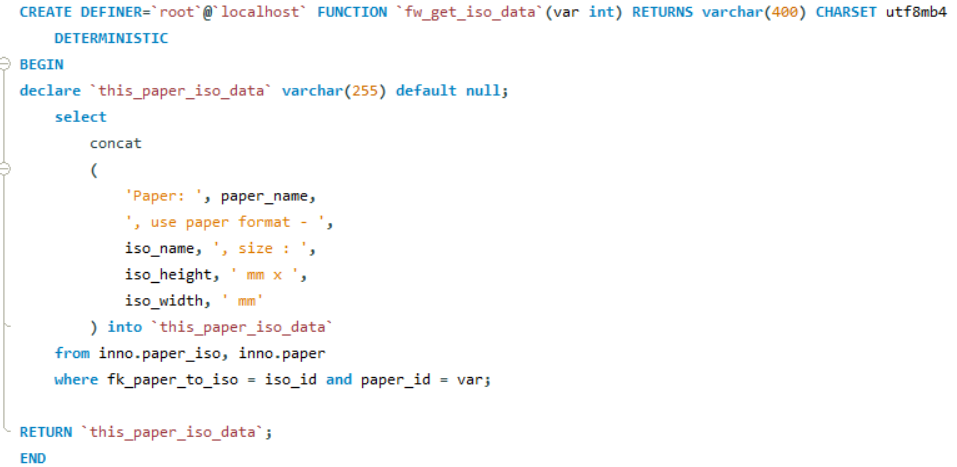 CREATE DEFINER=`root`@`localhost` FUNCTION `fw_get_iso_data`(var int) RETURNS varchar(400) CHARSET utf8mb4
    DETERMINISTIC
BEGIN
declare `this_paper_iso_data` varchar(255) default null;
    select
        concat
        (
            'Paper: ', paper_name,
            ', use paper format - ',
            iso_name, ', size : ',
            iso_height, ' mm x ',
            iso_width, ' mm'
        ) into `this_paper_iso_data`
    from inno.paper_iso, inno.paper
    where fk_paper_to_iso = iso_id and paper_id = var;
RETURN `this_paper_iso_data`;
END